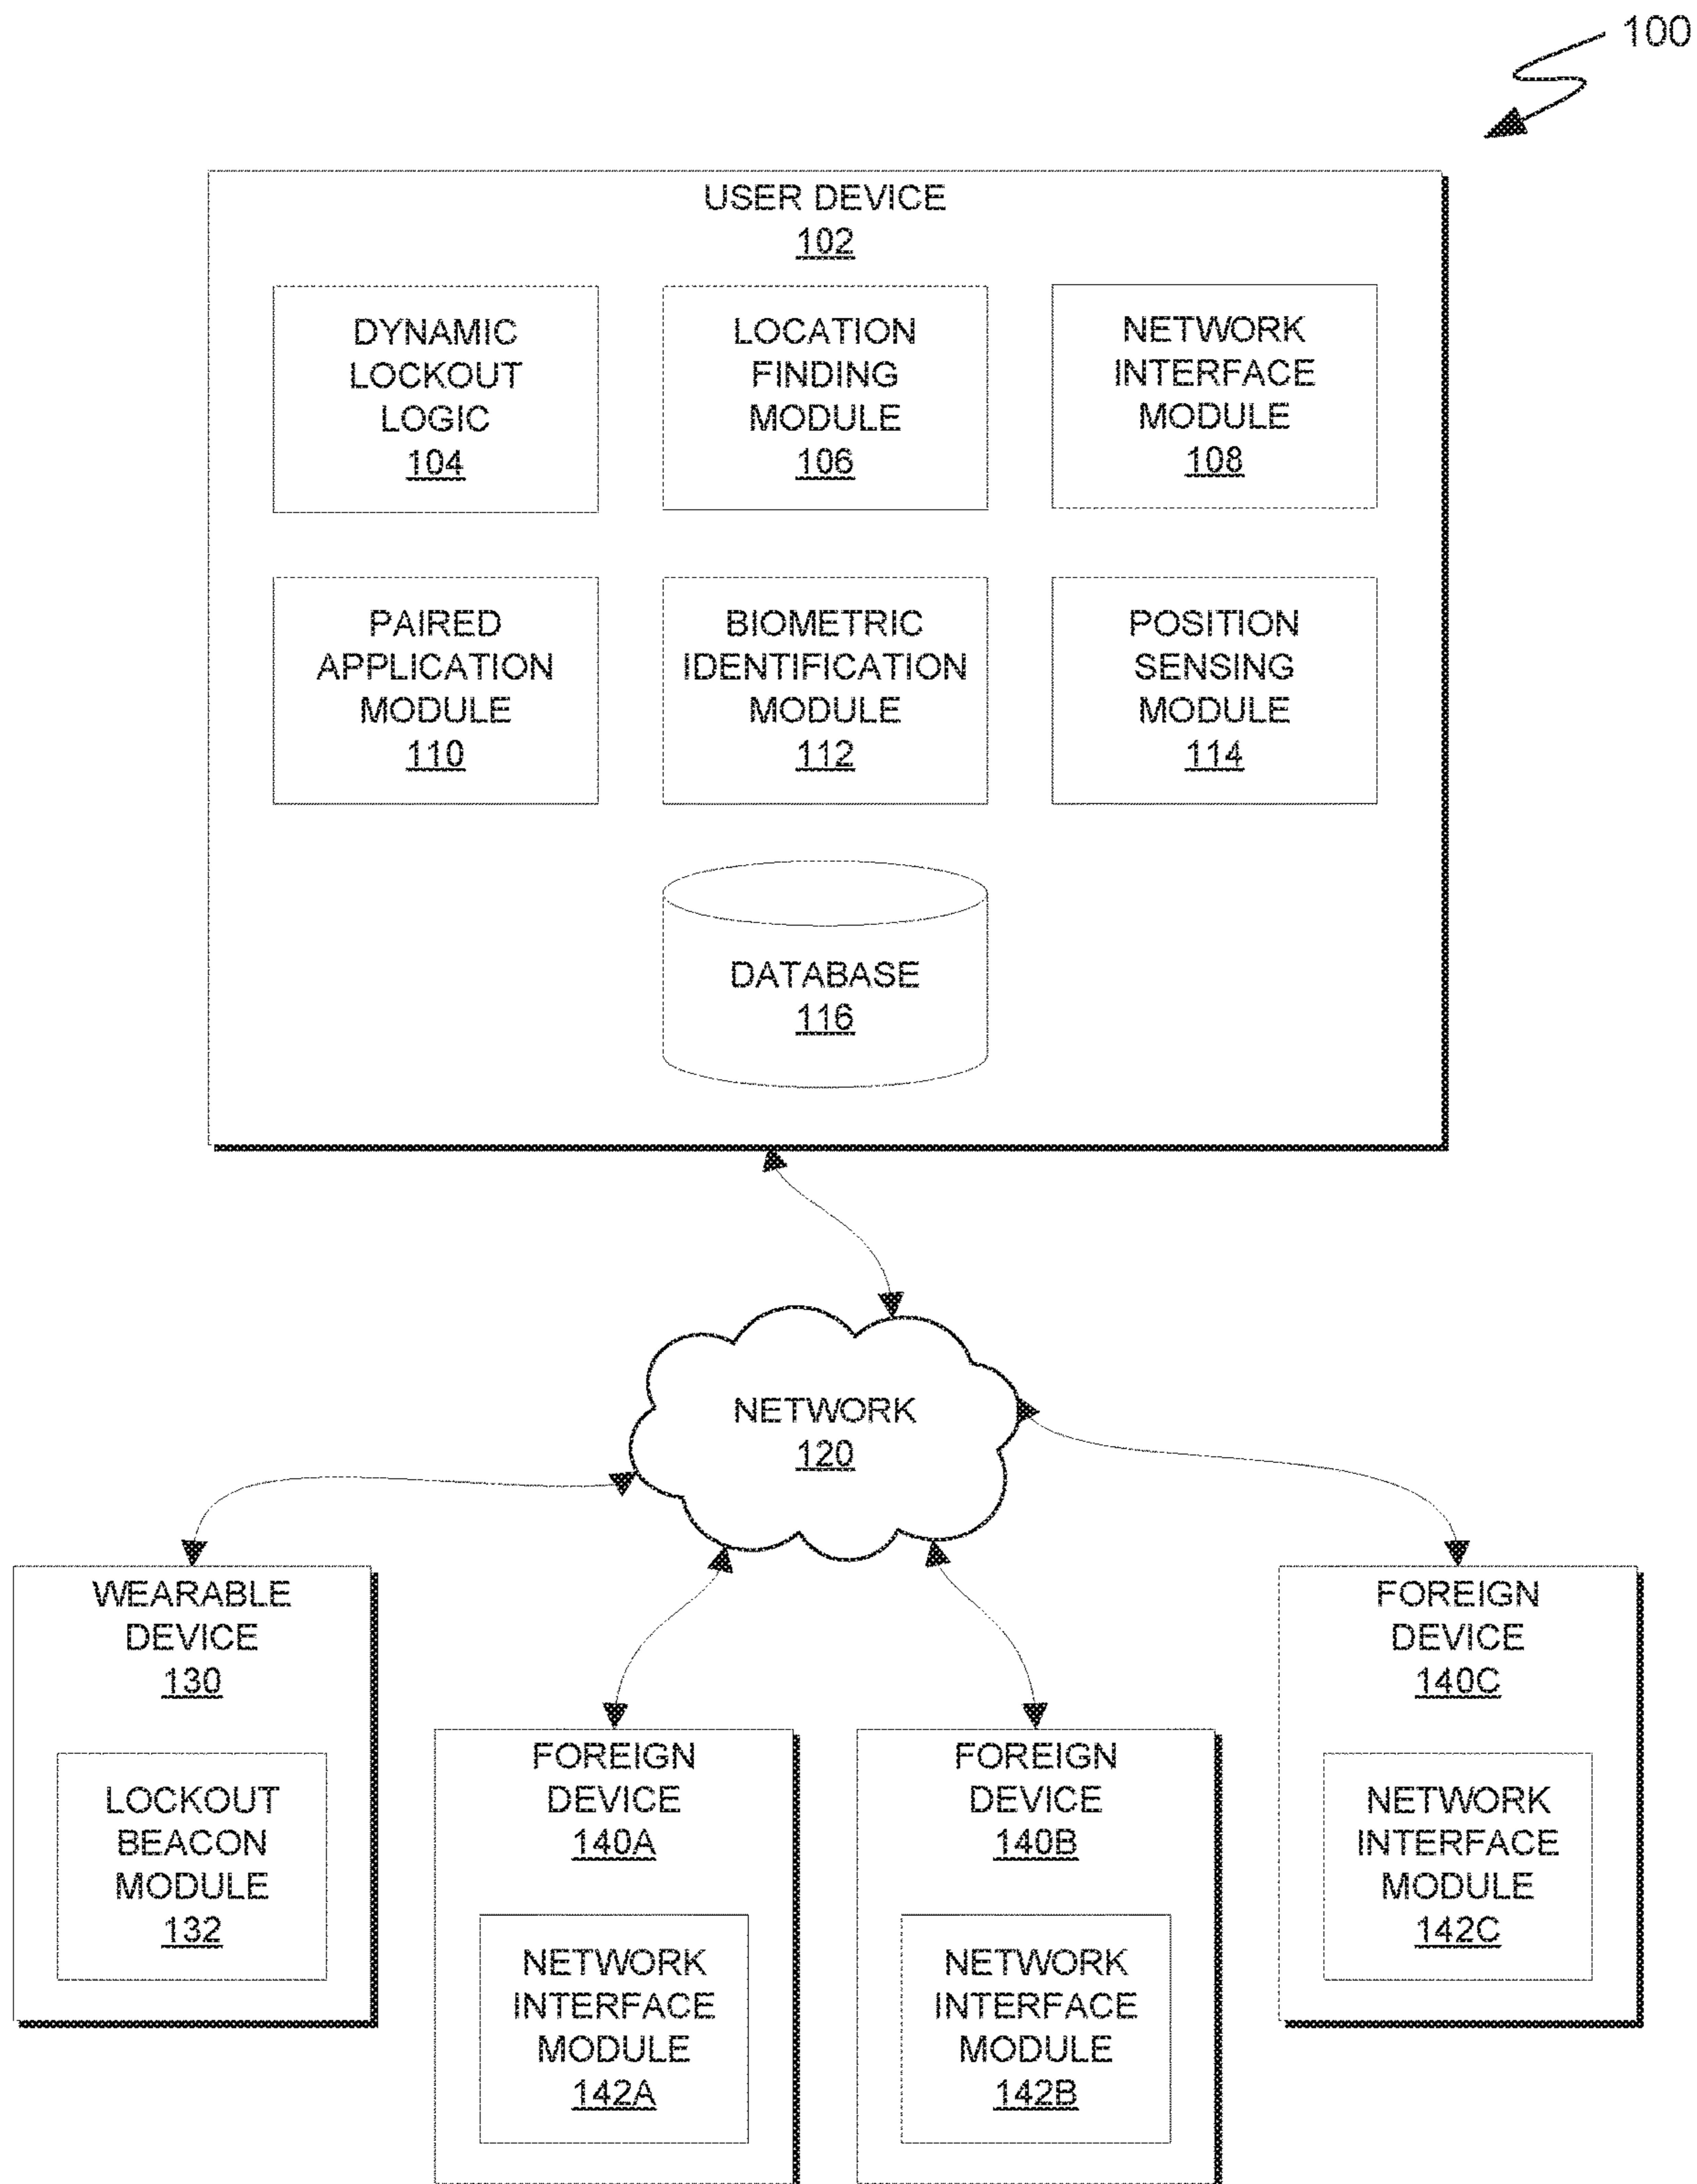 100
USER DEVICE
102
DYNAMIC
LOCKOUT
LOGIC
104
LOCATION
FINDING
MODULE
106
NETWORK
INTERFACE
MODULE
108
PAIRED
APPLICATION
MODULE
110
BIOMETRIC
IDENTIFICATION
MODULE
112
POSITION
SENSING
MODULE
114
DATABASE
116
NETWORK
120
WEARABLE
DEVICE
130
LOCKOUT
BEACON
MODULE
132
FOREIGN
DEVICE
140A
NETWORK
INTERFACE
MODULE
142A
FOREIGN
DEVICE
140B
NETWORK
INTERFACE
MODULE
142B
FOREIGN
DEVICE
140C
NETWORK
INTERFACE
MODULE
142C